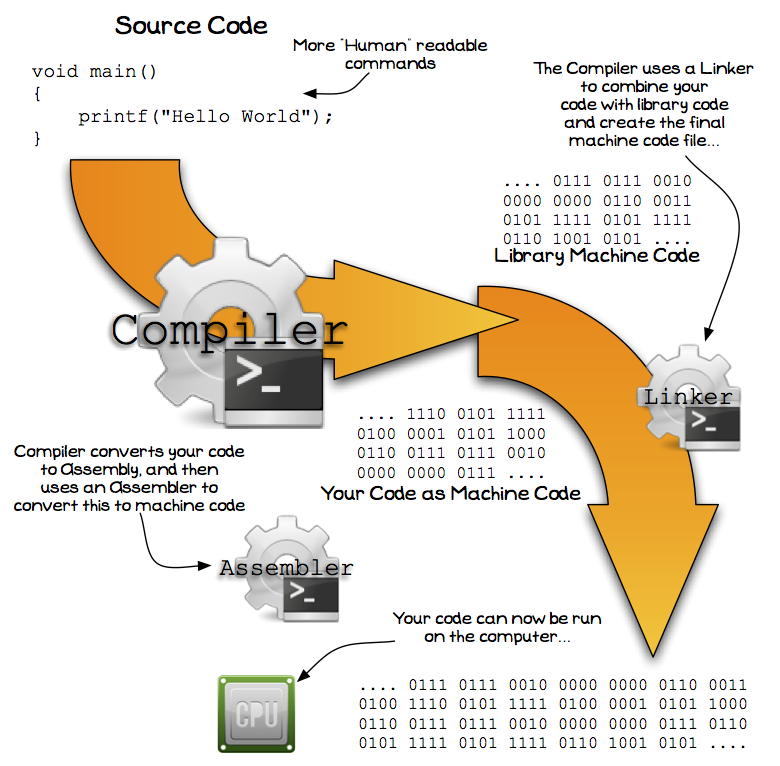 Source Code
More "Human" readable
commands
void main()
{
    printf("Hello World");
}
The Compiler uses a Linker
to combine your
code with library code
and create the final
machine code file...
.... 0111 0111 0010
0000 0000 0110 0011
0101 1111 0101 1111
0110 1001 0101 ....
Library Machine Code
Compiler
>_
Linker
>_
.... 1110 0101 1111
0100 0001 0101 1000
0110 0111 0111 0010
0000 0000 0111 ....
Your Code as Machine Code
Compiler converts your code
to Assembly, and then
uses an Assembler to
convert this to machine code
Assembler
>_
Your code can now be run
on the computer...
CPU
.... 0111 0111 0010 0000 0000 0110 0011
0100 1110 0101 1111 0100 0001 0101 1000
0110 0111 0111 0010 0000 0000 0111 0110
0101 1111 0101 1111 0110 1001 0101 ....